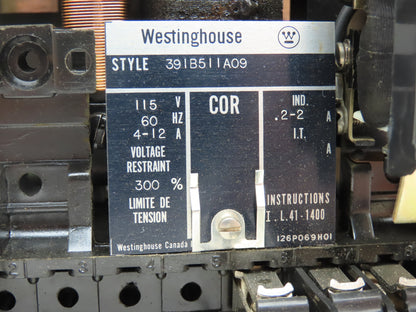 Westinghouse
STYLE 391B511A09
115 V
60 HZ
4-12 A
VOLTAGE
RESTRAINT
300 %
LIMITE DE
TENSION
Westinghouse Canada
COR
IND.
.2-2 A
I.T.
A
INSTRUCTIONS
I.L.41-1400
126P069H01